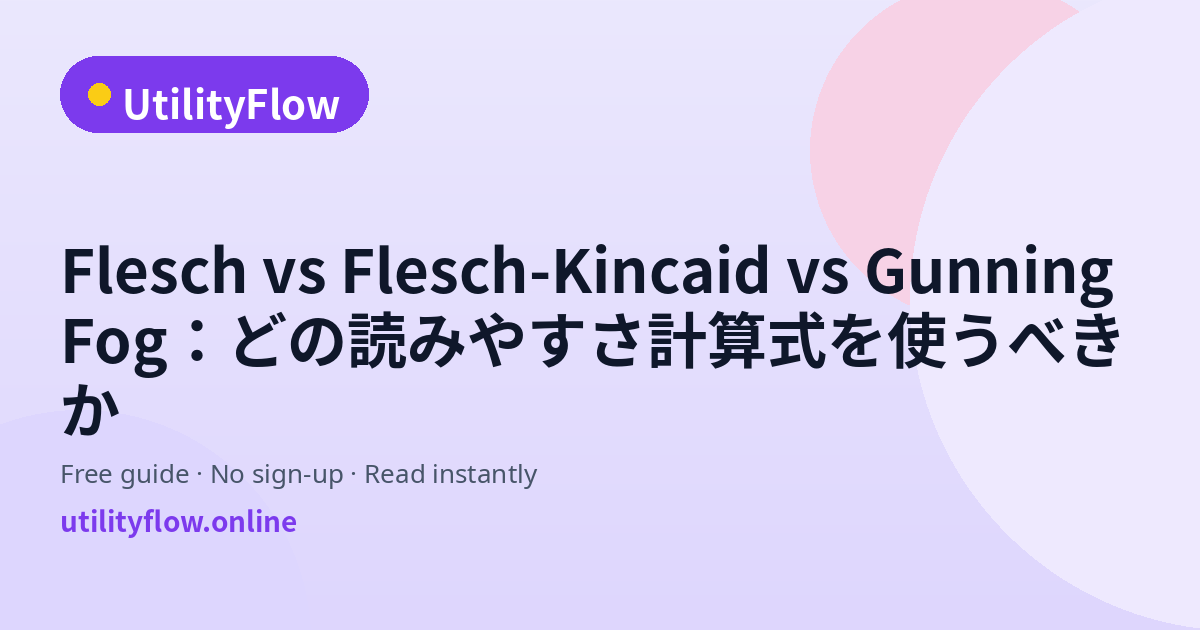 UtilityFlow
Flesch vs Flesch-Kincaid vs Gunning
Fog：どの読みやすさ計算式を使うべき
か
Free guide · No sign-up · Read instantly
utilityflow.online